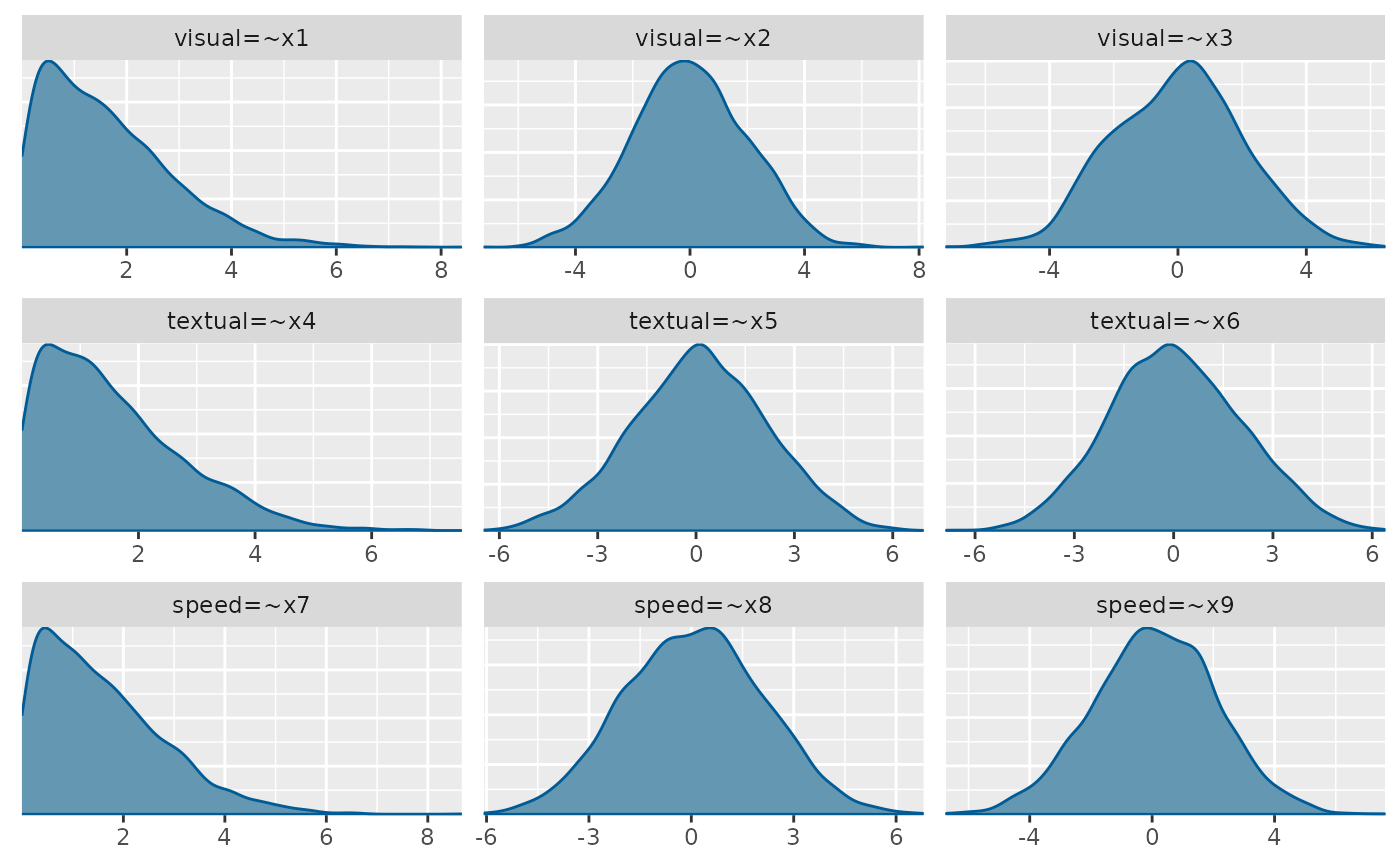 visual=~x1 visual=~x2 visual=~x3
2 4 6 8 -4 0 4 8 -4 0 4
textual=~x4 textual=~x5 textual=~x6
2 4 6 -6 -3 0 3 6 -6 -3 0 3 6
speed=~x7 speed=~x8 speed=~x9
2 4 6 8 -6 -3 0 3 6 -4 0 4